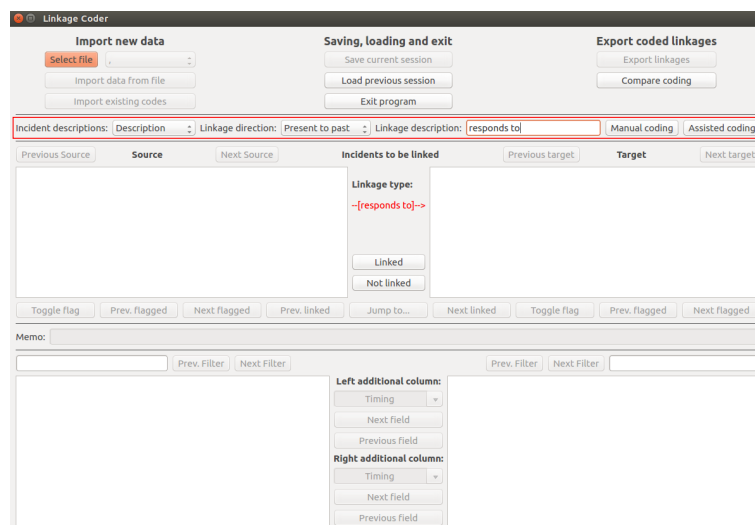 Linkage Coder
Import new data Saving, loading and exit Export coded linkages
Select file , Save current session Export linkages
Import data from file Load previous session Compare coding
Import existing codes Exit program
Incident descriptions: Description Linkage direction: Present to past Linkage description: responds to Manual coding Assisted coding
Previous Source Source Next Source Incidents to be linked Previous target Target Next target
Linkage type:
--[responds to]-->
Linked
Not linked
Toggle flag Prev. flagged Next flagged Prev. linked Jump to... Next linked Toggle flag Prev. flagged Next flagged
Memo:
Prev. Filter Next Filter Prev. Filter Next Filter
Left additional column:
Timing
Next field
Previous field
Right additional column:
Timing
Next field
Previous field